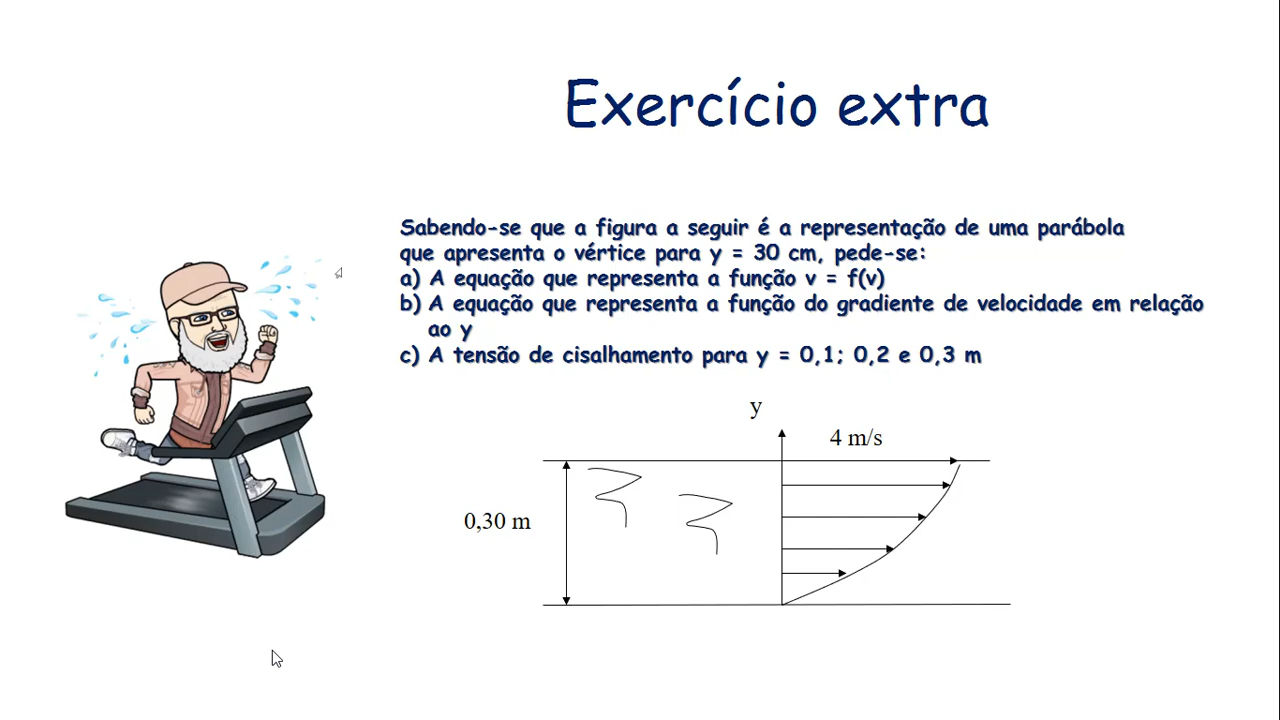 Exercício extra
Sabendo-se que a figura a seguir é a representação de uma parábola
que apresenta o vértice para y = 30 cm, pede-se:
a) A equação que representa a função v = f(v)
b) A equação que representa a função do gradiente de velocidade em relação
ao y
c) A tensão de cisalhamento para y = 0,1; 0,2 e 0,3 m
y
4 m/s
0,30 m